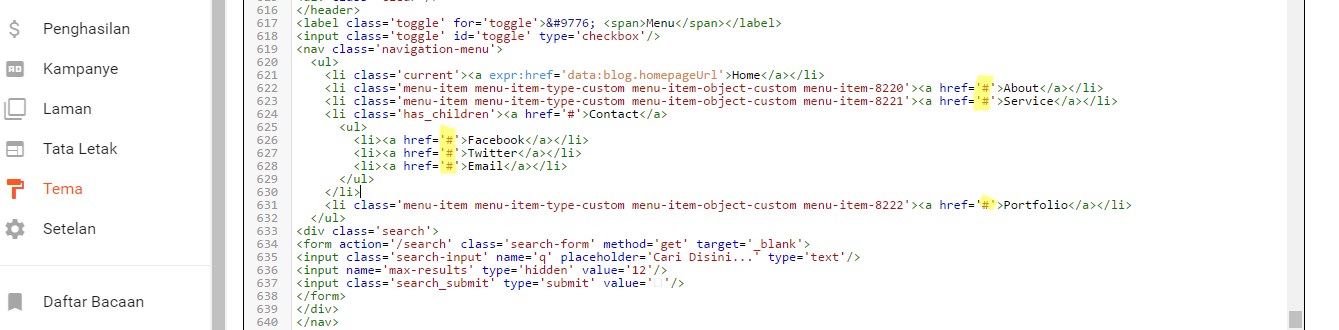 Penghasilan
Kampanye
Laman
Tata Letak
Tema
Setelan
Daftar Bacaan
616 </header>
617 <label class='toggle' for='toggle'>&#9776; <span>Menu</span></label>
618 <input class='toggle' id='toggle' type='checkbox'/>
619 <nav class='navigation-menu'>
620 <ul>
621 <li class='current'><a expr:href='data:blog.homepageUrl'>Home</a></li>
622 <li class='menu-item menu-item-type-custom menu-item-object-custom menu-item-8220'><a href='#'>About</a></li>
623 <li class='menu-item menu-item-type-custom menu-item-object-custom menu-item-8221'><a href='#'>Service</a></li>
624 <li class='has_children'><a href='#'>Contact</a>
625 <ul>
626 <li><a href='#'>Facebook</a></li>
627 <li><a href='#'>Twitter</a></li>
628 <li><a href='#'>Email</a></li>
629 </ul>
630 </li>
631 <li class='menu-item menu-item-type-custom menu-item-object-custom menu-item-8222'><a href='#'>Portfolio</a></li>
632 </ul>
633 <div class='search'>
634 <form action='/search' class='search-form' method='get' target='_blank'>
635 <input class='search-input' name='q' placeholder='Cari Disini...' type='text'/>
636 <input name='max-results' type='hidden' value='12'/>
637 <input class='search_submit' type='submit' value=''/>
638 </form>
639 </div>
640 </nav>